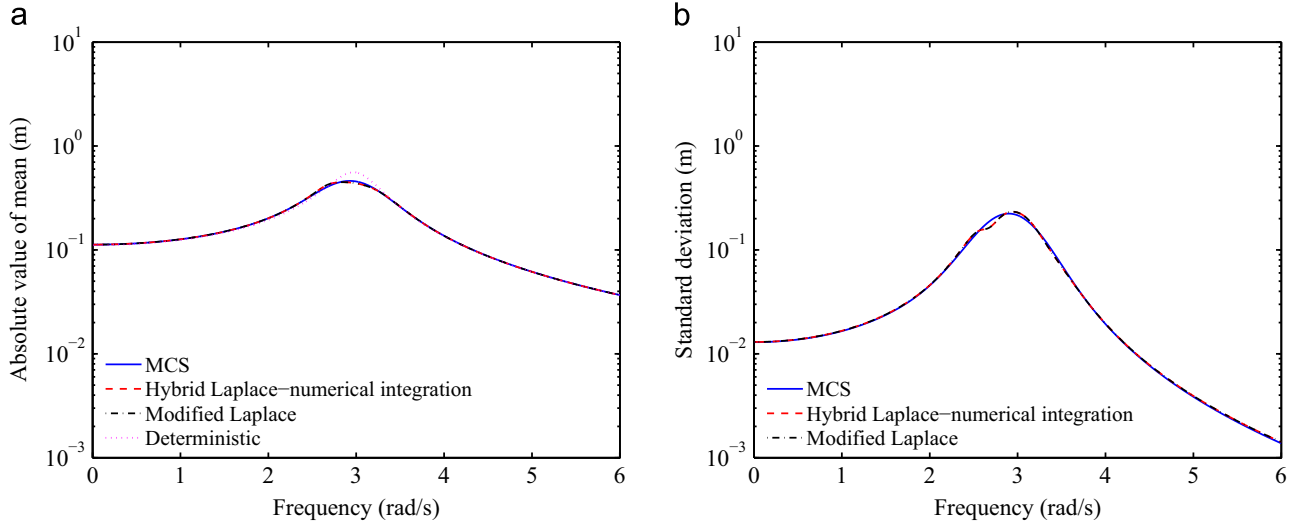 a
10^1
10^0
10^-1
10^-2
10^-3
Absolute value of mean (m)
MCS
Hybrid Laplace−numerical integration
Modified Laplace
Deterministic
0 1 2 3 4 5 6
Frequency (rad/s)
b
10^1
10^0
10^-1
10^-2
10^-3
Standard deviation (m)
MCS
Hybrid Laplace−numerical integration
Modified Laplace
0 1 2 3 4 5 6
Frequency (rad/s)